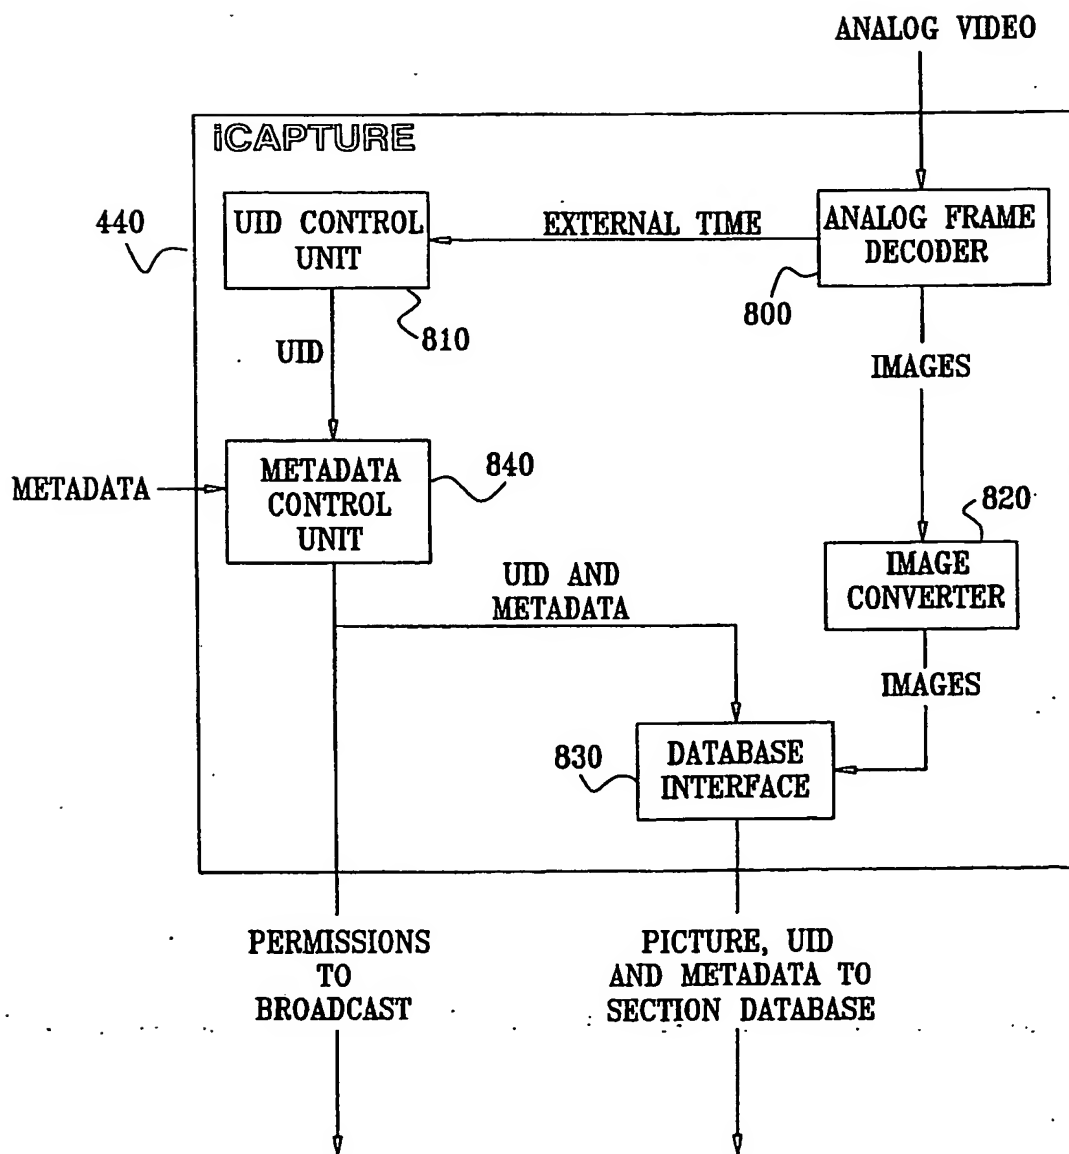 ANALOG VIDEO
iCAPTURE
440
UID CONTROL
UNIT
810
EXTERNAL TIME
ANALOG FRAME
DECODER
800
UID
IMAGES
METADATA
METADATA
CONTROL
UNIT
840
820
IMAGE
CONVERTER
UID AND
METADATA
IMAGES
830
DATABASE
INTERFACE
PERMISSIONS
TO
BROADCAST
PICTURE, UID
AND METADATA TO
SECTION DATABASE